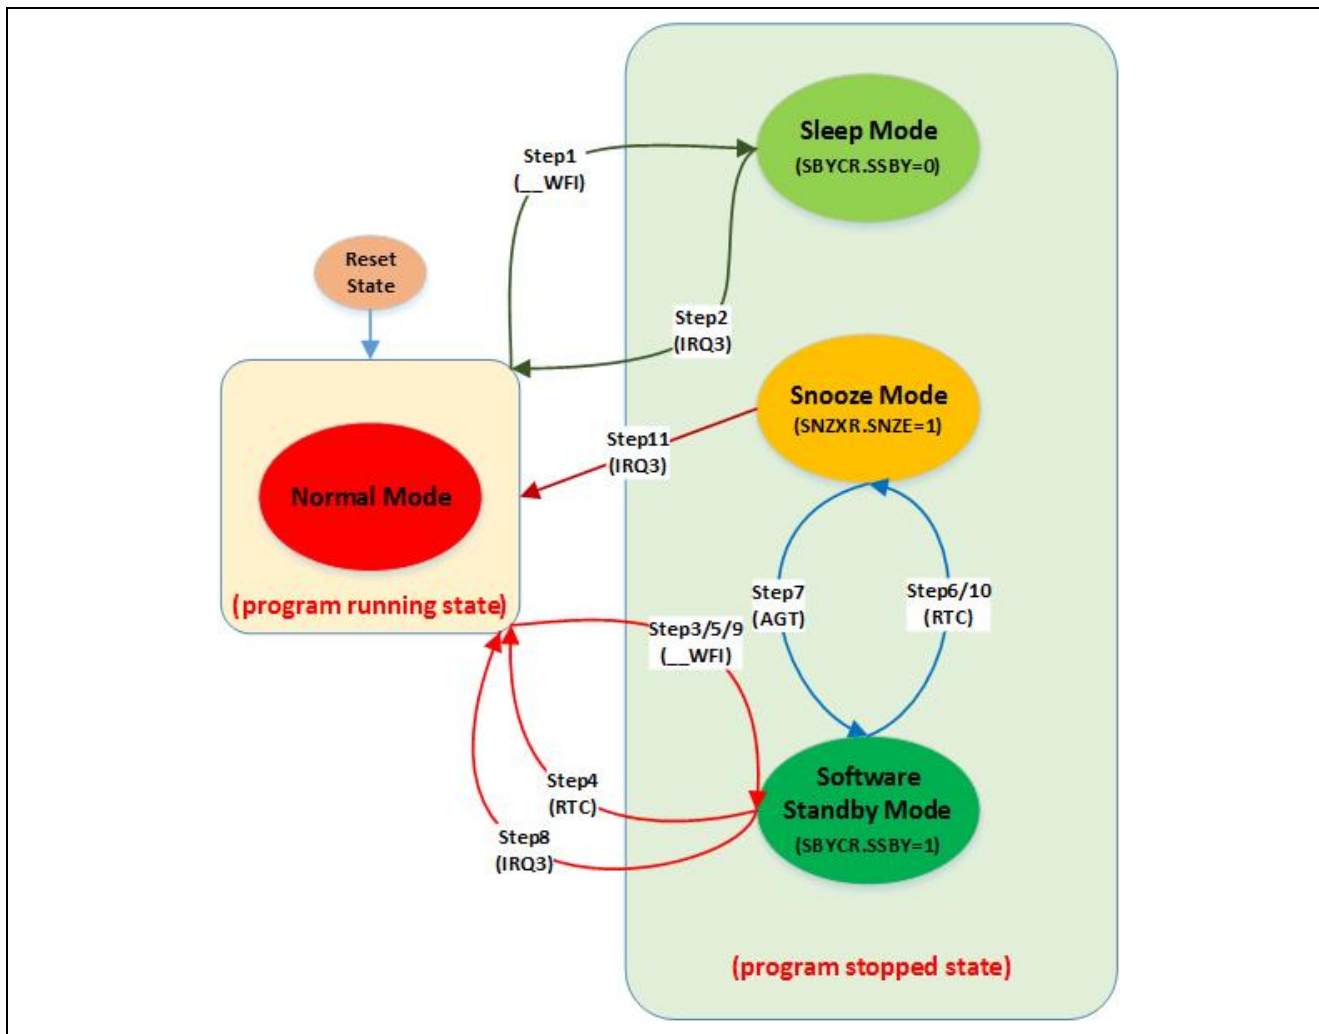 Sleep Mode
(SBYCR.SSBY=0)
Step1
(__WFI)
Reset
State
Step2
(IRQ3)
Snooze Mode
(SNZXR.SNZE=1)
Step11
(IRQ3)
Normal Mode
(program running state)
Step7
(AGT)
Step6/10
(RTC)
Step3/5/9
(__WFI)
Step4
(RTC)
Step8
(IRQ3)
Software
Standby Mode
(SBYCR.SSBY=1)
(program stopped state)